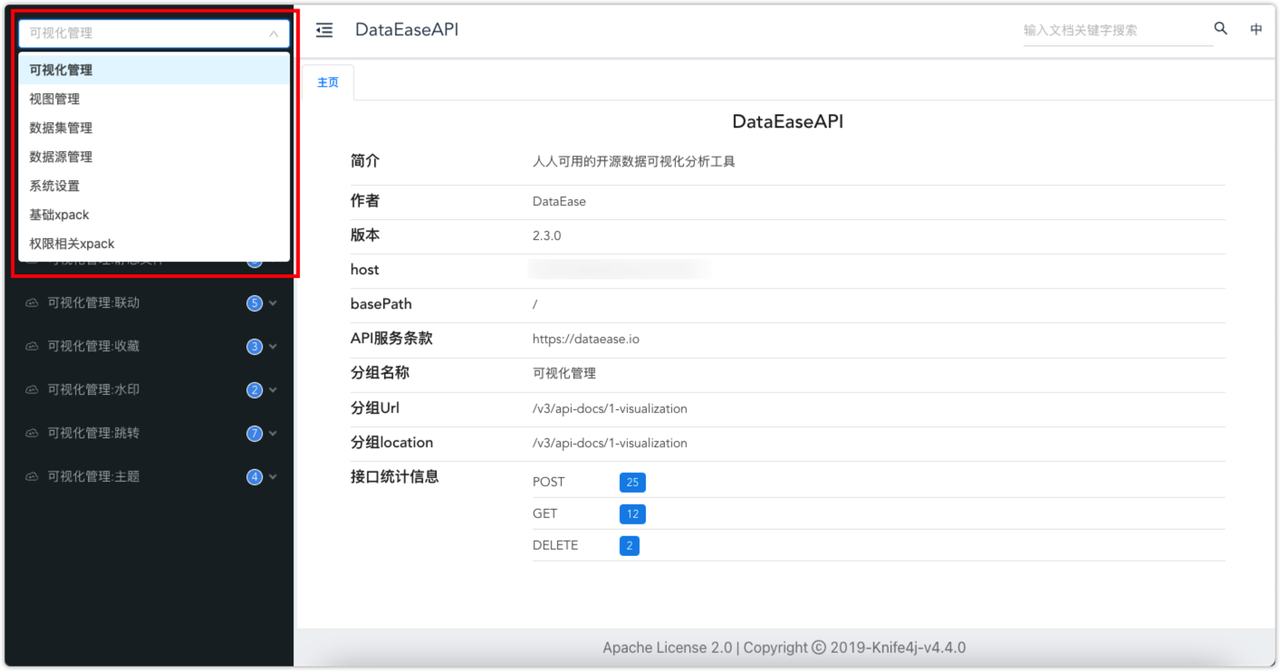 可视化管理
可视化管理
视图管理
数据集管理
数据源管理
系统设置
基础xpack
权限相关xpack
可视化管理:联动 5
可视化管理:收藏 3
可视化管理:水印 2
可视化管理:跳转 7
可视化管理:主题 4
DataEaseAPI
输入文档关键字搜索
中
主页
DataEaseAPI
简介 人人可用的开源数据可视化分析工具
作者 DataEase
版本 2.3.0
host
basePath /
API服务条款 https://dataease.io
分组名称 可视化管理
分组Url /v3/api-docs/1-visualization
分组location /v3/api-docs/1-visualization
接口统计信息 POST 25
GET 12
DELETE 2
Apache License 2.0 | Copyright ⓒ 2019-Knife4j-v4.4.0